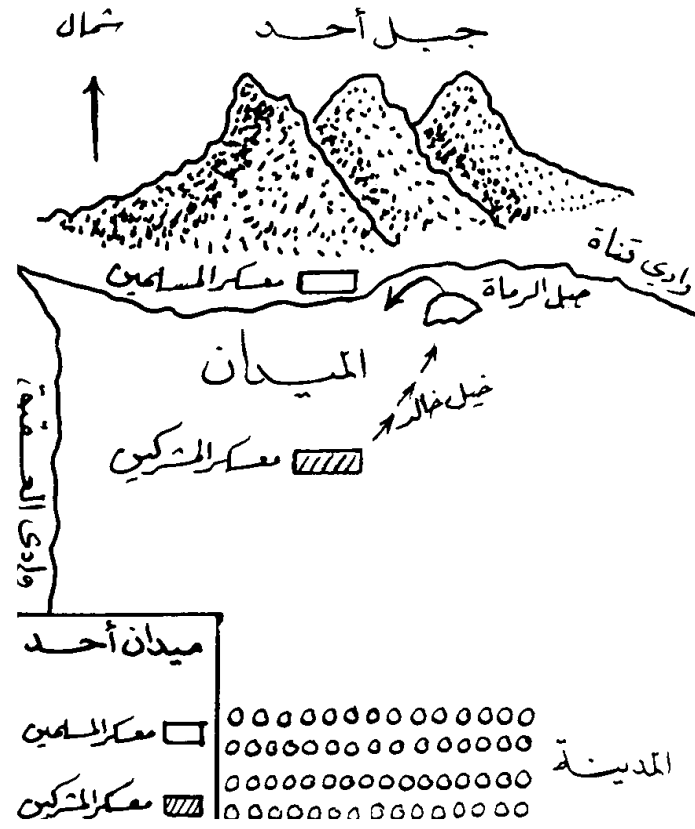 شمال
جبل أحد
وادي قناة
معسكر المسلمين
جبل الرماة
الميدان
خيل خالد
معسكر المشركين
وادي العقيق
ميدان أحد
معسكر المسلمين
معسكر المشركين
المدينة